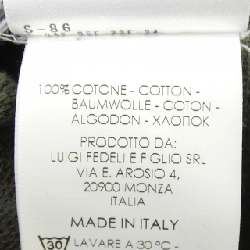 S-86
100% COTONE - COTTON -
BAUMWOLLE - COTON -
ALGODON - ХЛОПОК
PRODOTTO DA:
LUIGI FEDELI E FIGLIO SRL
VIA E. AROSIO 4,
20900 MONZA
ITALIA
MADE IN ITALY
30 LAVARE A 30°C -